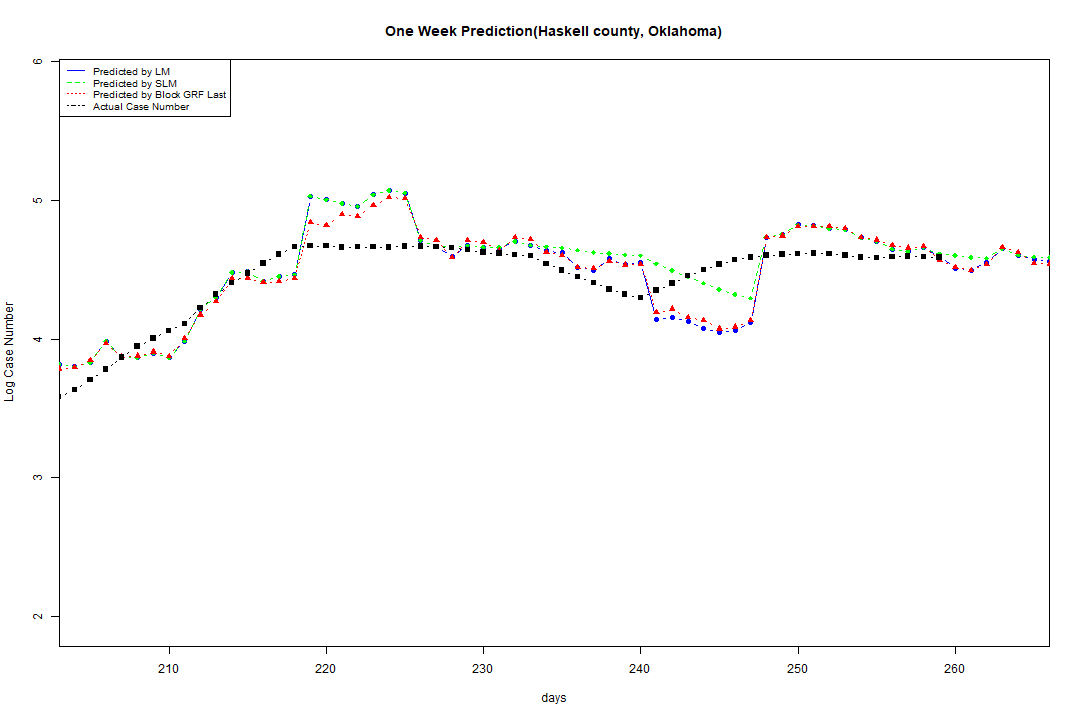 One Week Prediction(Haskell county, Oklahoma)
Predicted by LM
Predicted by SLM
Predicted by Block GRF Last
Actual Case Number
6
5
4
3
2
Log Case Number
210 220 230 240 250 260
days